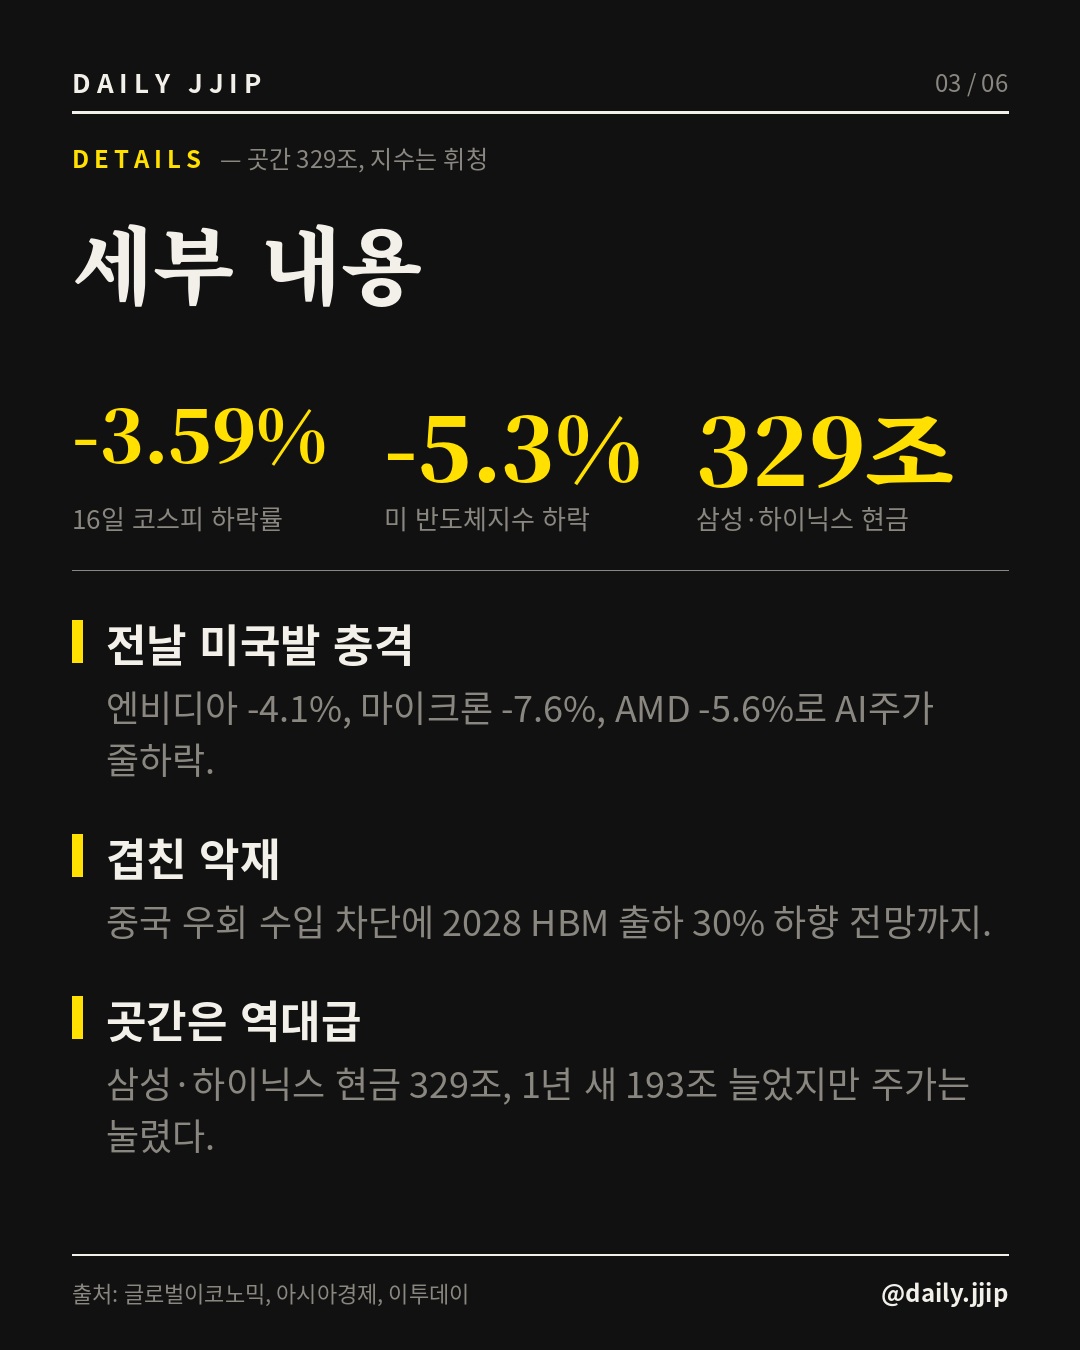 DAILY JJIP
03 / 06
DETAILS — 곳간 329조, 지수는 휘청
세부 내용
-3.59% -5.3% 329조
16일 코스피 하락률 미 반도체지수 하락 삼성·하이닉스 현금
전날 미국발 충격
엔비디아 -4.1%, 마이크론 -7.6%, AMD -5.6%로 AI주가
줄하락.
겹친 악재
중국 우회 수입 차단에 2028 HBM 출하 30% 하향 전망까지.
곳간은 역대급
삼성·하이닉스 현금 329조, 1년 새 193조 늘었지만 주가는
눌렸다.
출처: 글로벌이코노믹, 아시아경제, 이투데이
@daily.jjip